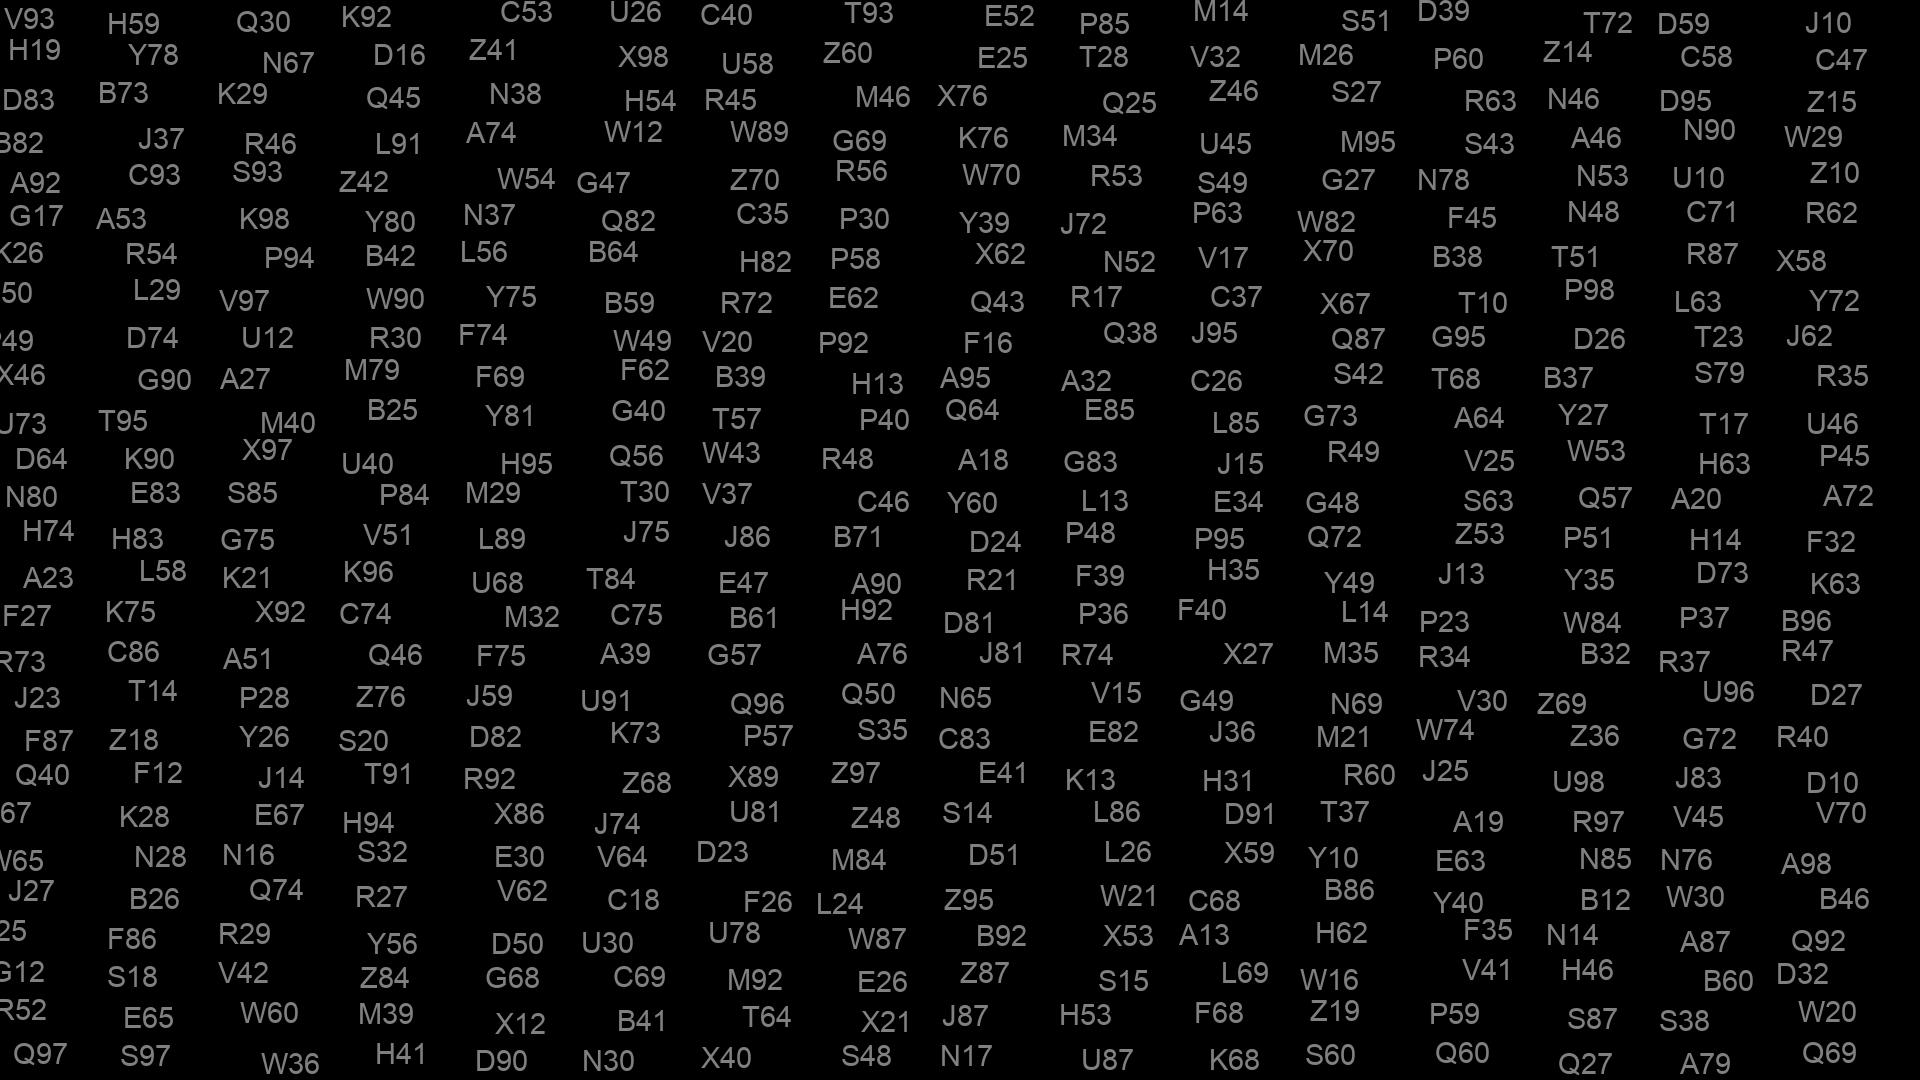 V93 H59 Q30 K92 C53 U26 C40 T93 E52 P85 M14 S51 D39 T72 D59 J10
H19 Y78 N67 D16 Z41 X98 U58 Z60 E25 T28 V32 M26 P60 Z14 C58 C47
D83 B73 K29 Q45 N38 H54 R45 M46 X76 Q25 Z46 S27 R63 N46 D95 Z15
B82 J37 R46 L91 A74 W12 W89 G69 K76 M34 U45 M95 S43 A46 N90 W29
A92 C93 S93 Z42 W54 G47 Z70 R56 W70 R53 S49 G27 N78 N53 U10 Z10
G17 A53 K98 Y80 N37 Q82 C35 P30 Y39 J72 P63 W82 F45 N48 C71 R62
K26 R54 P94 B42 L56 B64 H82 P58 X62 N52 V17 X70 B38 T51 R87 X58
50 L29 V97 W90 Y75 B59 R72 E62 Q43 R17 C37 X67 T10 P98 L63 Y72
49 D74 U12 R30 F74 W49 V20 P92 F16 Q38 J95 Q87 G95 D26 T23 J62
X46 G90 A27 M79 F69 F62 B39 H13 A95 A32 C26 S42 T68 B37 S79 R35
U73 T95 M40 B25 Y81 G40 T57 P40 Q64 E85 L85 G73 A64 Y27 T17 U46
D64 K90 X97 U40 H95 Q56 W43 R48 A18 G83 J15 R49 V25 W53 H63 P45
N80 E83 S85 P84 M29 T30 V37 C46 Y60 L13 E34 G48 S63 Q57 A20 A72
H74 H83 G75 V51 L89 J75 J86 B71 D24 P48 P95 Q72 Z53 P51 H14 F32
A23 L58 K21 K96 U68 T84 E47 A90 R21 F39 H35 Y49 J13 Y35 D73 K63
F27 K75 X92 C74 M32 C75 B61 H92 D81 P36 F40 L14 P23 W84 P37 B96
R73 C86 A51 Q46 F75 A39 G57 A76 J81 R74 X27 M35 R34 B32 R37 R47
J23 T14 P28 Z76 J59 U91 Q96 Q50 N65 V15 G49 N69 V30 Z69 U96 D27
F87 Z18 Y26 S20 D82 K73 P57 S35 C83 E82 J36 M21 W74 Z36 G72 R40
Q40 F12 J14 T91 R92 Z68 X89 Z97 E41 K13 H31 R60 J25 U98 J83 D10
67 K28 E67 H94 X86 J74 U81 Z48 S14 L86 D91 T37 A19 R97 V45 V70
W65 N28 N16 S32 E30 V64 D23 M84 D51 L26 X59 Y10 E63 N85 N76 A98
J27 B26 Q74 R27 V62 C18 F26 L24 Z95 W21 C68 B86 Y40 B12 W30 B46
25 F86 R29 Y56 D50 U30 U78 W87 B92 X53 A13 H62 F35 N14 A87 Q92
G12 S18 V42 Z84 G68 C69 M92 E26 Z87 S15 L69 W16 V41 H46 B60 D32
R52 E65 W60 M39 X12 B41 T64 X21 J87 H53 F68 Z19 P59 S87 S38 W20
Q97 S97 W36 H41 D90 N30 X40 S48 N17 U87 K68 S60 Q60 Q27 A79 Q69